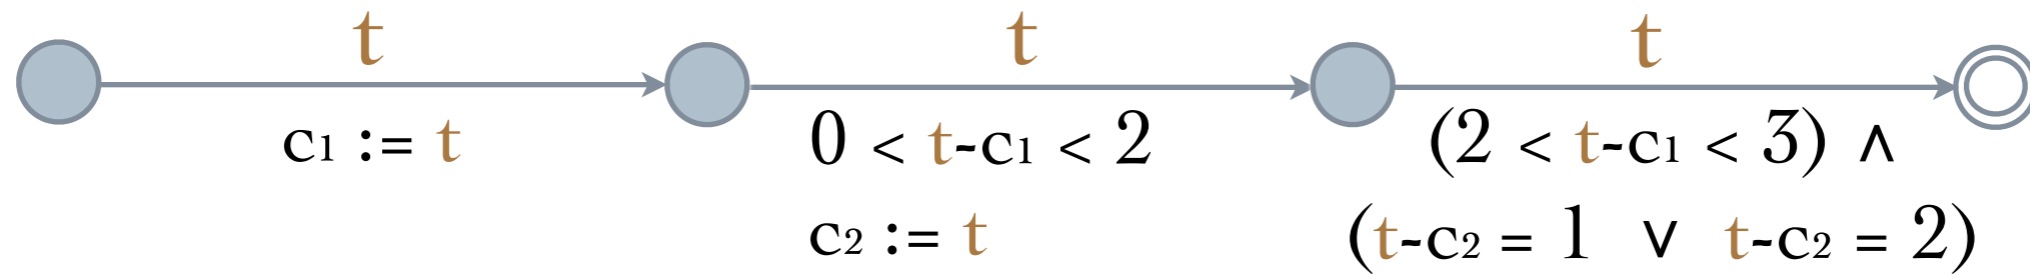 t t t
c₁ := t 0 < t-c₁ < 2 (2 < t-c₁ < 3) ∧
c₂ := t (t-c₂ = 1 ∨ t-c₂ = 2)